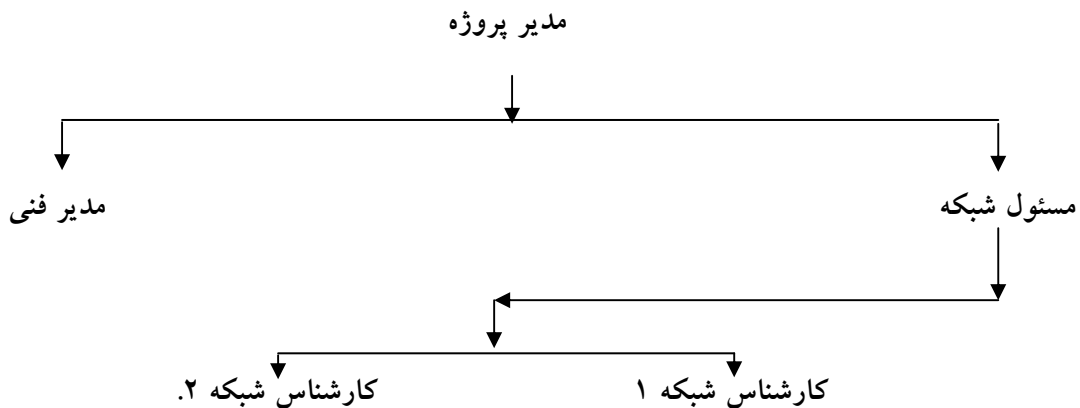 مدیر پروژه
مسئول شبکه
مدیر فنی
کارشناس شبکه ۱
کارشناس شبکه ۲.